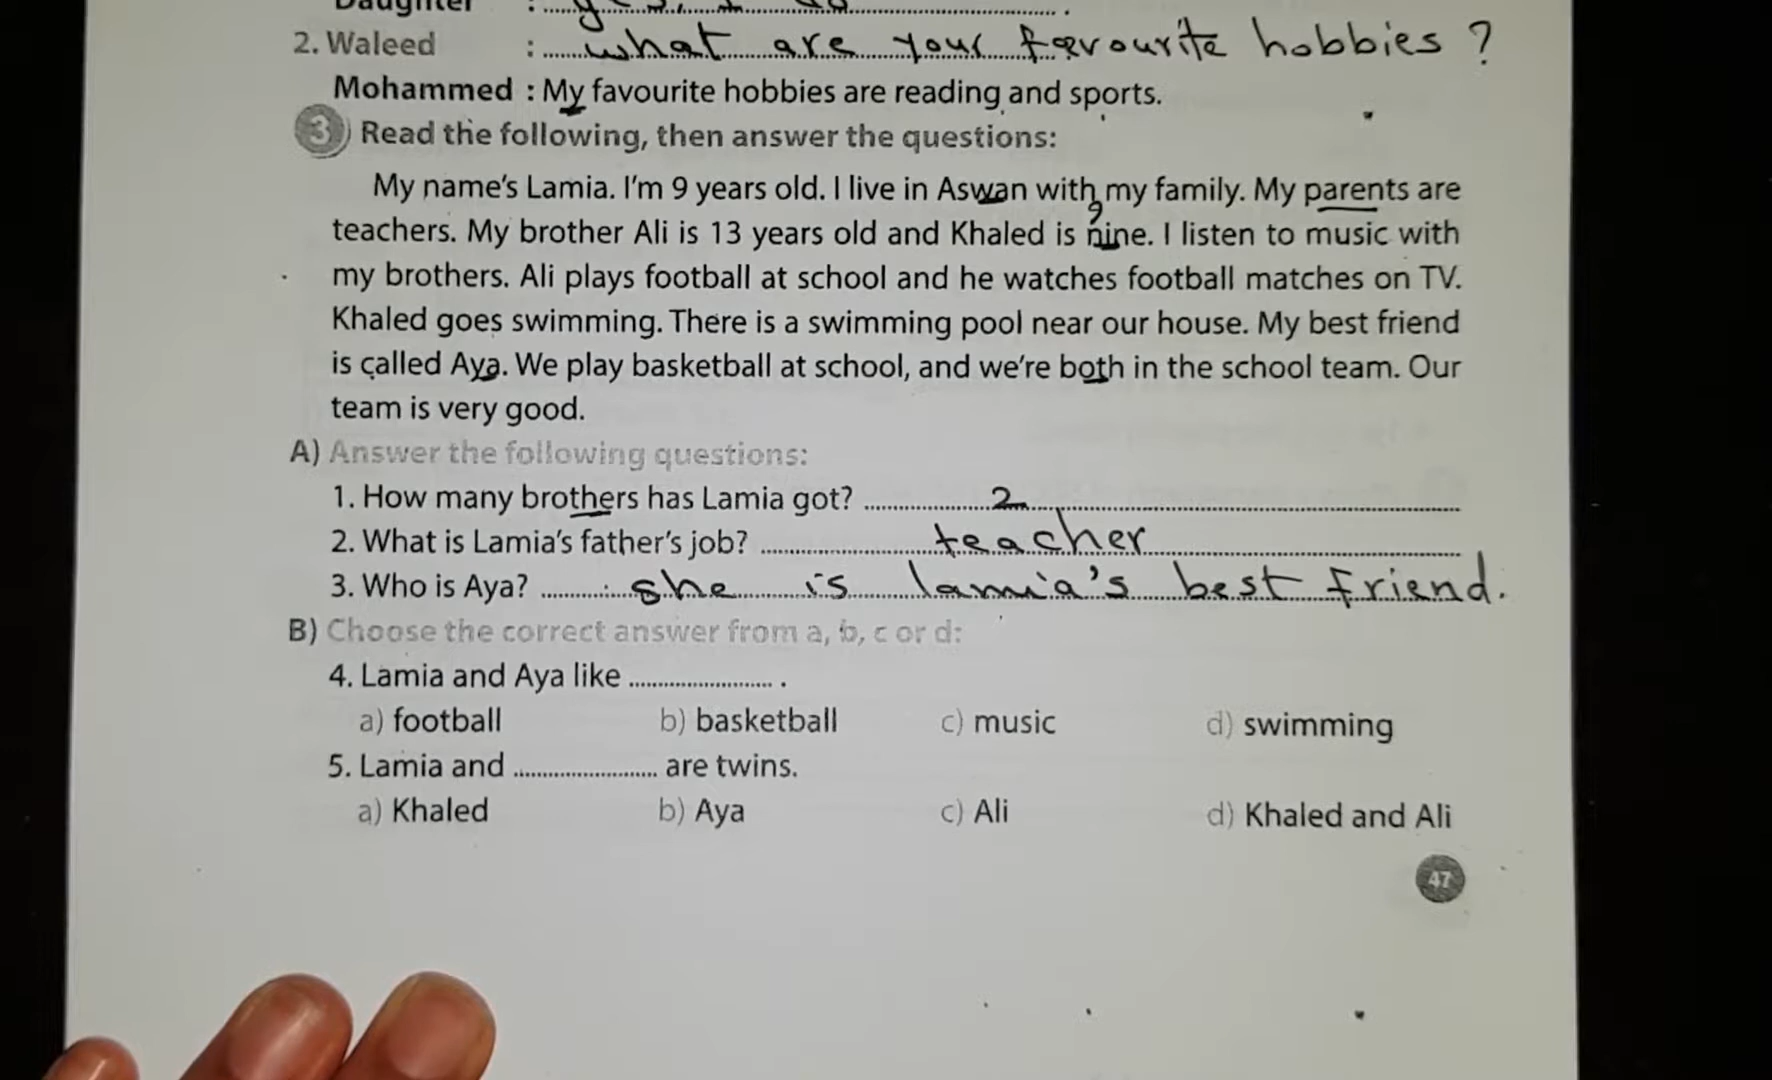 Daughter :
2. Waleed : what are your favourite hobbies ?
Mohammed : My favourite hobbies are reading and sports.
3 Read the following, then answer the questions:
My name's Lamia. I'm 9 years old. I live in Aswan with my family. My parents are
9
teachers. My brother Ali is 13 years old and Khaled is nine. I listen to music with
my brothers. Ali plays football at school and he watches football matches on TV.
Khaled goes swimming. There is a swimming pool near our house. My best friend
is called Aya. We play basketball at school, and we're both in the school team. Our
team is very good.
A) Answer the following questions:
1. How many brothers has Lamia got? 2
2. What is Lamia's father's job? teacher
3. Who is Aya? she is lamia's best friend.
B) Choose the correct answer from a, b, c or d:
4. Lamia and Aya like ........................ .
a) football b) basketball c) music d) swimming
5. Lamia and ........................ are twins.
a) Khaled b) Aya c) Ali d) Khaled and Ali
47